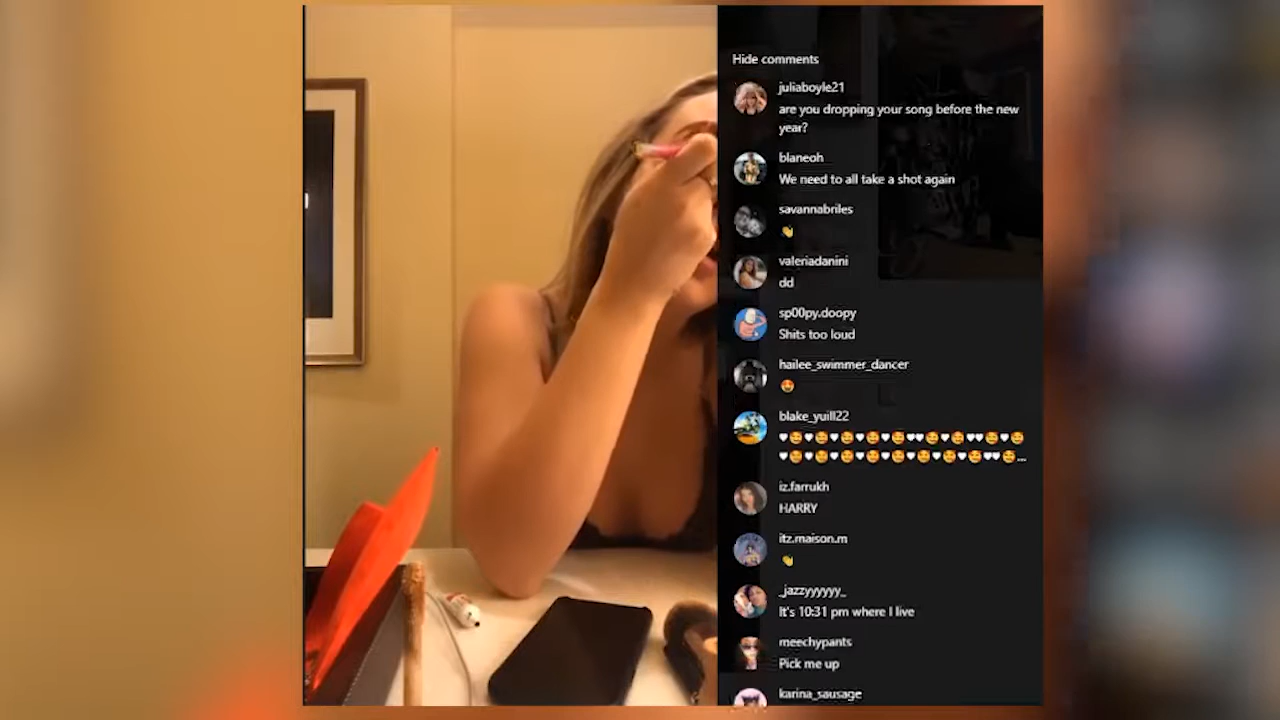 Hide comments
juliaboyle21
are you dropping your song before the new
year?
blaneoh
We need to all take a shot again
savannabriles
👏
valeriadanini
dd
sp00py.doopy
Shits too loud
hailee_swimmer_dancer
😍
blake_yuill22
🤍🥰🤍🥰🤍🥰🤍🥰🤍🥰🤍🤍🥰🤍🥰🤍🤍🥰🤍🥰
🤍🥰🤍🥰🤍🥰🤍🥰🤍🥰🤍🥰🤍🥰🤍🥰🤍🤍🥰...
iz.farrukh
HARRY
itz.maison.m
👏
_jazzyyyyyy_
It's 10:31 pm where I live
meechypants
Pick me up
karina_sausage